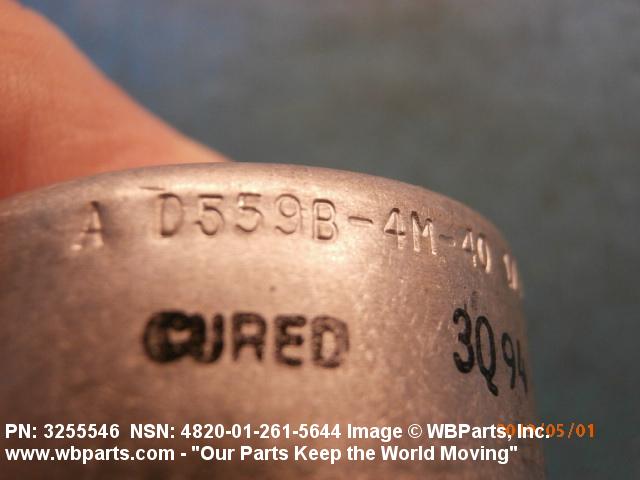 A D559B-4M-40
CURED 3Q94
PN: 3255546 NSN: 4820-01-261-5644 Image © WBParts, Inc.
www.wbparts.com - "Our Parts Keep the World Moving"